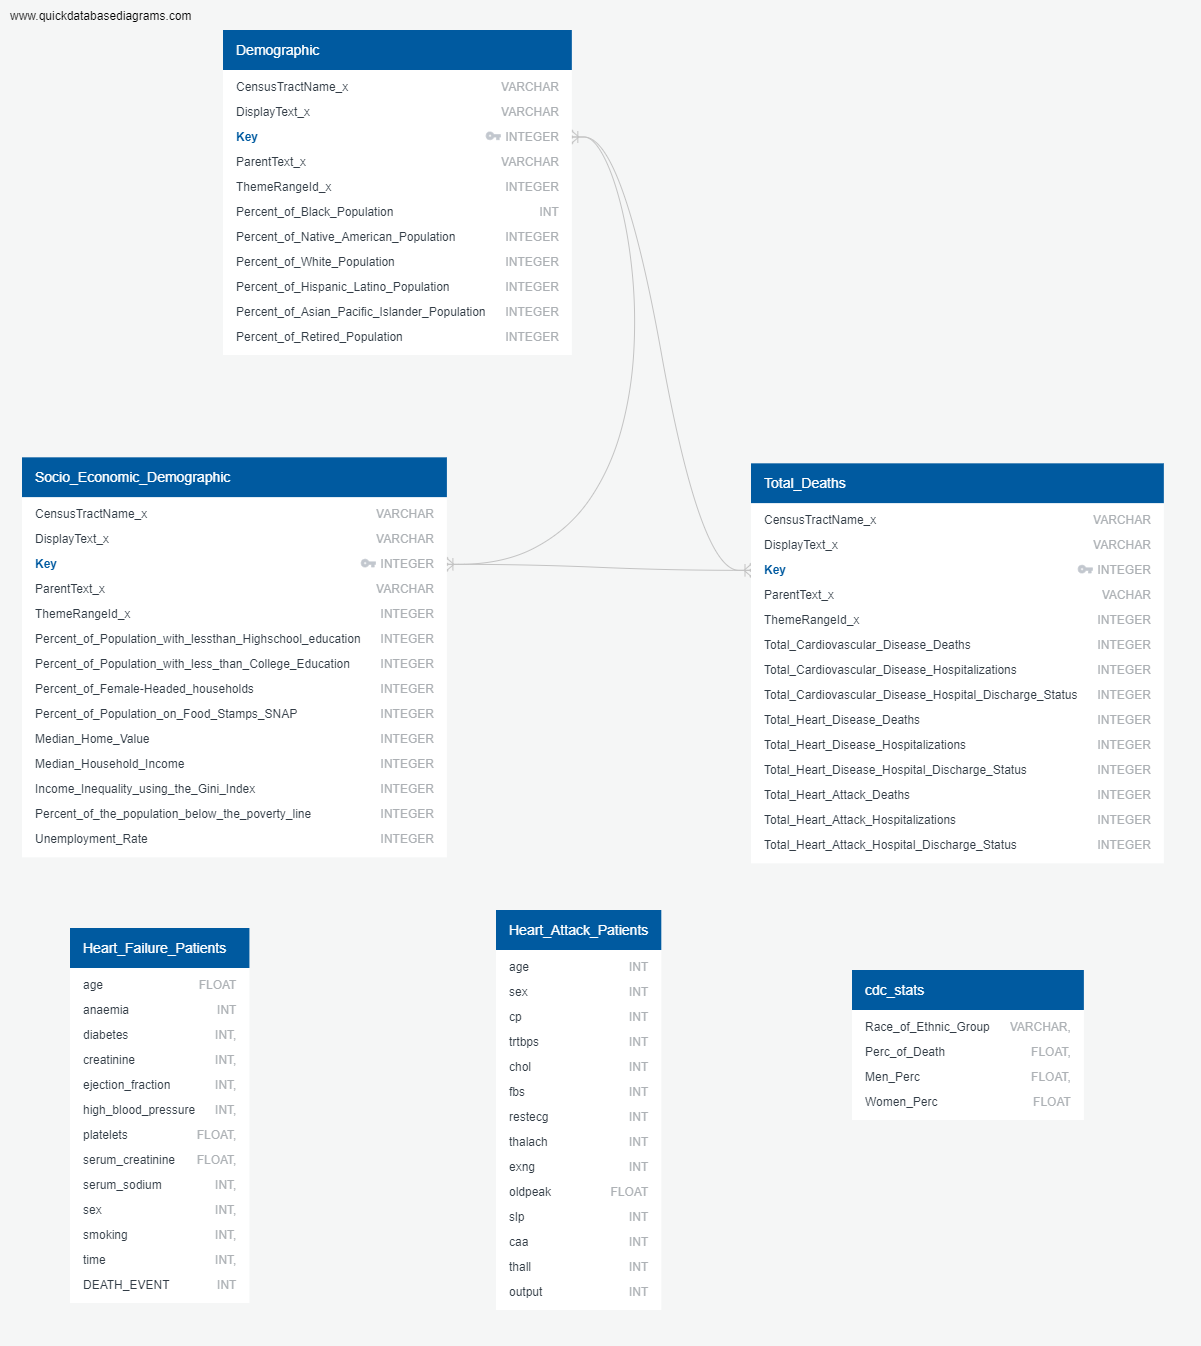 www.quickdatabasediagrams.com
Demographic
CensusTractName_x VARCHAR
DisplayText_x VARCHAR
Key INTEGER
ParentText_x VARCHAR
ThemeRangeId_x INTEGER
Percent_of_Black_Population INT
Percent_of_Native_American_Population INTEGER
Percent_of_White_Population INTEGER
Percent_of_Hispanic_Latino_Population INTEGER
Percent_of_Asian_Pacific_Islander_Population INTEGER
Percent_of_Retired_Population INTEGER
Socio_Economic_Demographic
CensusTractName_x VARCHAR
DisplayText_x VARCHAR
Key INTEGER
ParentText_x VARCHAR
ThemeRangeId_x INTEGER
Percent_of_Population_with_lessthan_Highschool_education INTEGER
Percent_of_Population_with_less_than_College_Education INTEGER
Percent_of_Female-Headed_households INTEGER
Percent_of_Population_on_Food_Stamps_SNAP INTEGER
Median_Home_Value INTEGER
Median_Household_Income INTEGER
Income_Inequality_using_the_Gini_Index INTEGER
Percent_of_the_population_below_the_poverty_line INTEGER
Unemployment_Rate INTEGER
Total_Deaths
CensusTractName_x VARCHAR
DisplayText_x VARCHAR
Key INTEGER
ParentText_x VACHAR
ThemeRangeId_x INTEGER
Total_Cardiovascular_Disease_Deaths INTEGER
Total_Cardiovascular_Disease_Hospitalizations INTEGER
Total_Cardiovascular_Disease_Hospital_Discharge_Status INTEGER
Total_Heart_Disease_Deaths INTEGER
Total_Heart_Disease_Hospitalizations INTEGER
Total_Heart_Disease_Hospital_Discharge_Status INTEGER
Total_Heart_Attack_Deaths INTEGER
Total_Heart_Attack_Hospitalizations INTEGER
Total_Heart_Attack_Hospital_Discharge_Status INTEGER
Heart_Failure_Patients
age FLOAT
anaemia INT
diabetes INT,
creatinine INT,
ejection_fraction INT,
high_blood_pressure INT,
platelets FLOAT,
serum_creatinine FLOAT,
serum_sodium INT,
sex INT,
smoking INT,
time INT,
DEATH_EVENT INT
Heart_Attack_Patients
age INT
sex INT
cp INT
trtbps INT
chol INT
fbs INT
restecg INT
thalach INT
exng INT
oldpeak FLOAT
slp INT
caa INT
thall INT
output INT
cdc_stats
Race_of_Ethnic_Group VARCHAR,
Perc_of_Death FLOAT,
Men_Perc FLOAT,
Women_Perc FLOAT